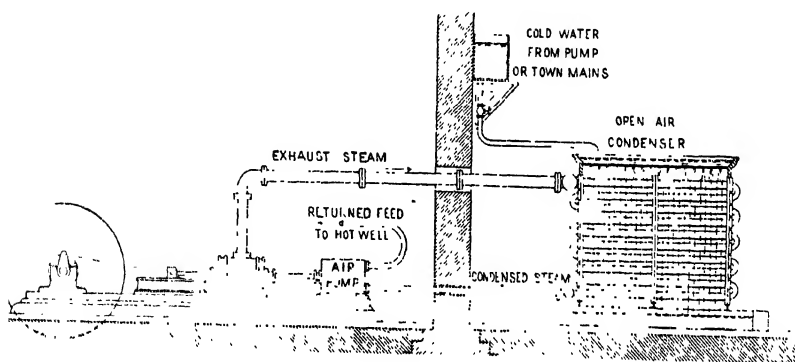 COLD WATER
FROM PUMP
OR TOWN MAINS
OPEN AIR
CONDENSER
EXHAUST STEAM
RETURNED FEED
TO HOT WELL
AIR
PUMP
CONDENSED STEAM